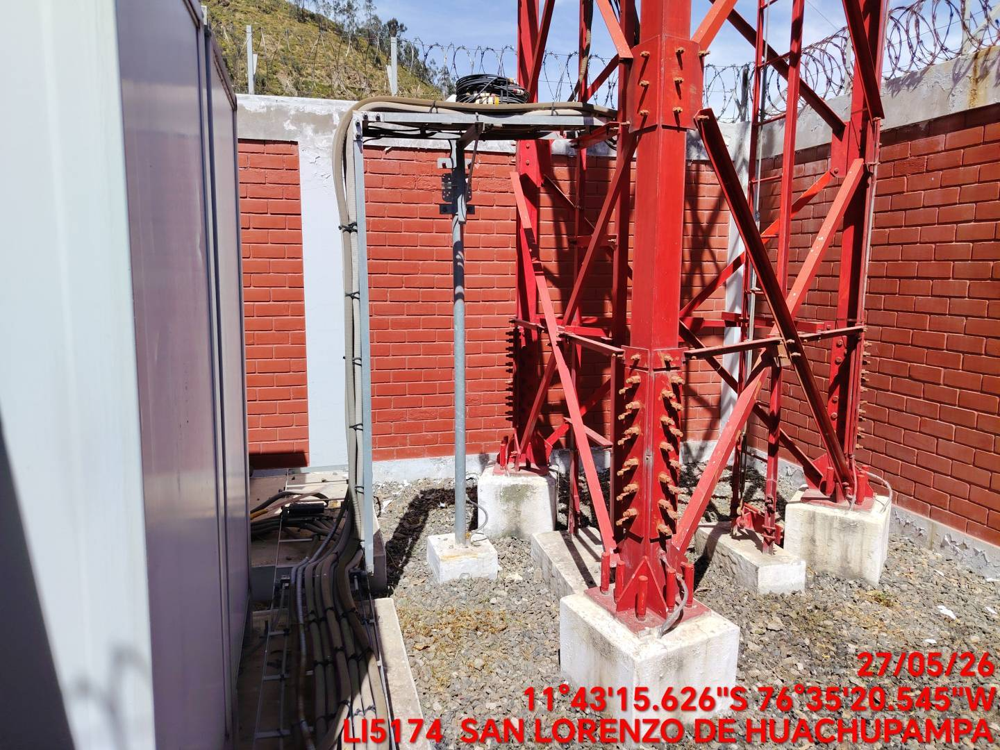 27/05/26
11°43'15.626"S 76°35'20.545"W
LI5174 SAN LORENZO DE HUACHUPAMPA